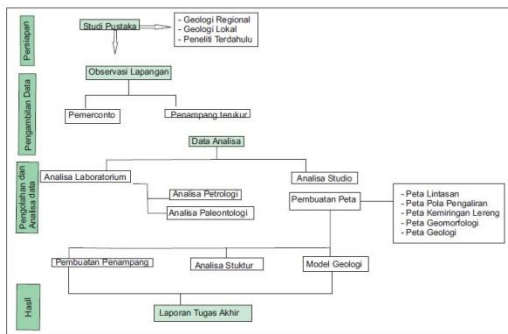 Persiapan
Studi Pustaka
- Geologi Regional
- Geologi Lokal
- Peneliti Terdahulu
Pengambilan Data
Observasi Lapangan
Pemerconto
Penampang terukur
Data Analisa
Pengolahan dan
Analisa data
Analisa Laboratorium
Analisa Studio
Analisa Petrologi
Analisa Paleontologi
Pembuatan Peta
- Peta Lintasan
- Peta Pola Pengaliran
- Peta Kemiringan Lereng
- Peta Geomorfologi
- Peta Geologi
Pembuatan Penampang
Analisa Stuktur
Model Geologi
Hasil
Laporan Tugas Akhir